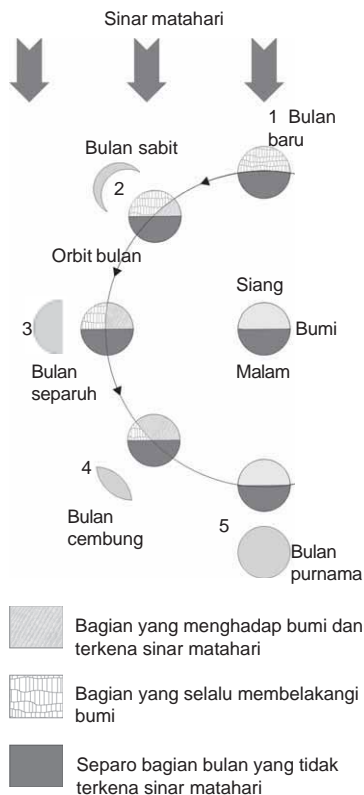 Sinar matahari
1 Bulan
baru
Bulan sabit
2
Orbit bulan
Siang
Bumi
Malam
3
Bulan
separuh
4
Bulan
cembung
5
Bulan
purnama
Bagian yang menghadap bumi dan
terkena sinar matahari
Bagian yang selalu membelakangi
bumi
Separo bagian bulan yang tidak
terkena sinar matahari